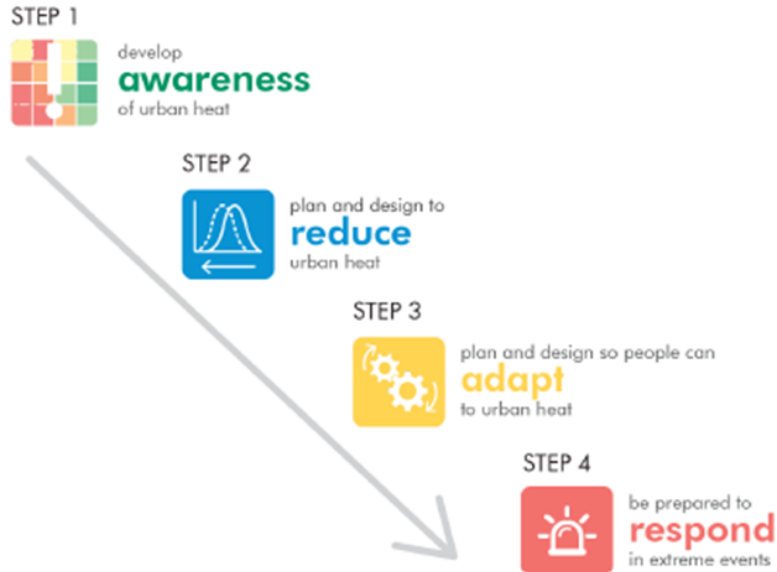 STEP 1
develop
awareness
of urban heat
STEP 2
plan and design to
reduce
urban heat
STEP 3
plan and design so people can
adapt
to urban heat
STEP 4
be prepared to
respond
in extreme events